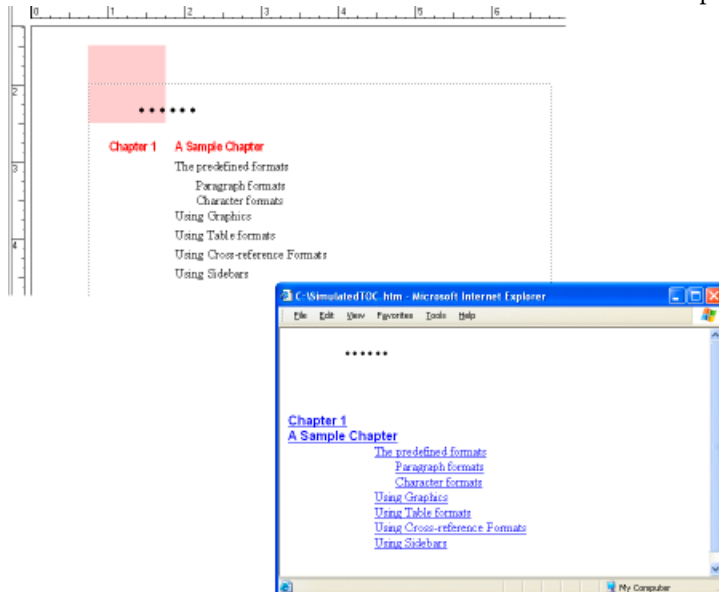 0 1 2 3 4 5 6
2
3
4
••••••
Chapter 1 A Sample Chapter
The predefined formats
Paragraph formats
Character formats
Using Graphics
Using Table formats
Using Cross-reference Formats
Using Sidebars
C:\SimulatedTOC.htm - Microsoft Internet Explorer
File Edit View Favorites Tools Help
••••••
Chapter 1
A Sample Chapter
The predefined formats
Paragraph formats
Character formats
Using Graphics
Using Table formats
Using Cross-reference Formats
Using Sidebars
My Computer